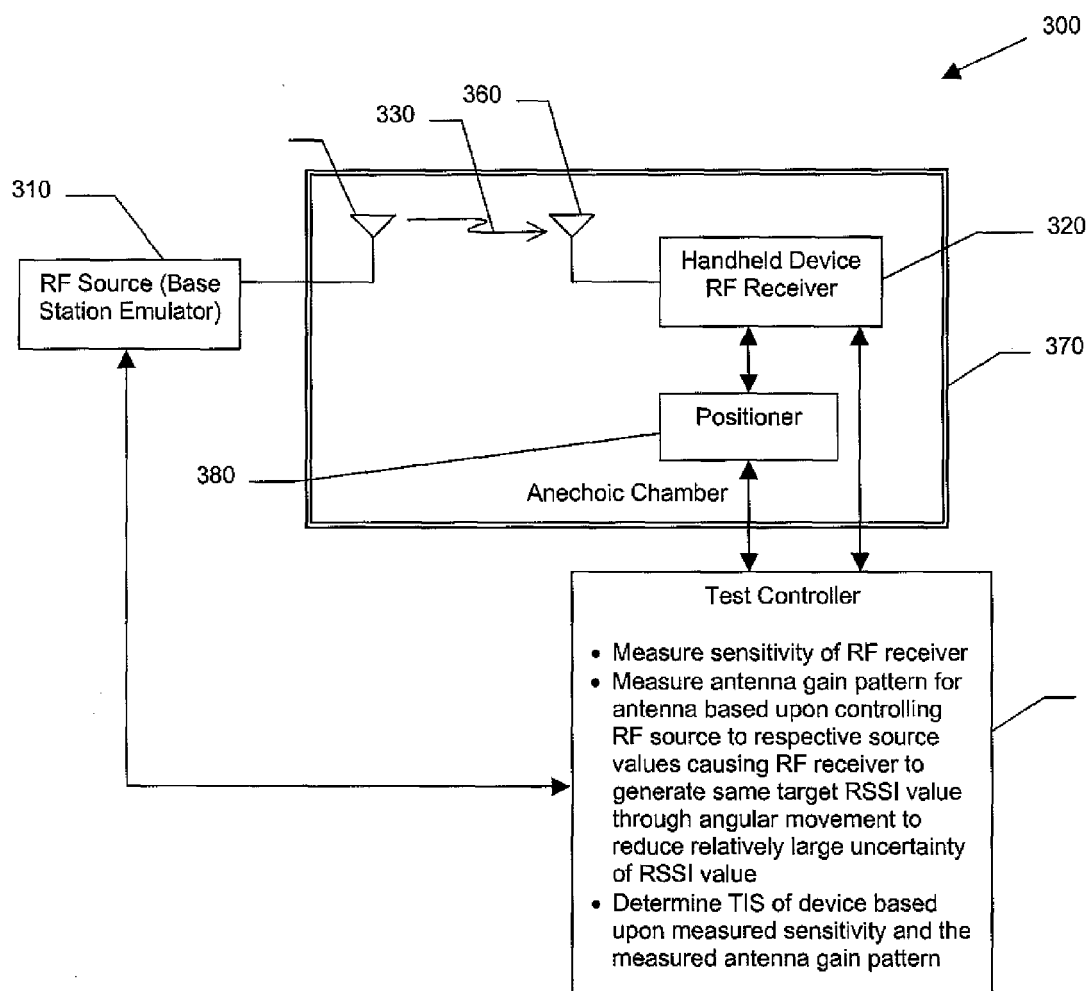 300
360
330
310
320
RF Source (Base
Station Emulator)
Handheld Device
RF Receiver
370
Positioner
380
Anechoic Chamber
Test Controller
• Measure sensitivity of RF receiver
• Measure antenna gain pattern for
antenna based upon controlling
RF source to respective source
values causing RF receiver to
generate same target RSSI value
through angular movement to
reduce relatively large uncertainty
of RSSI value
• Determine TIS of device based
upon measured sensitivity and the
measured antenna gain pattern